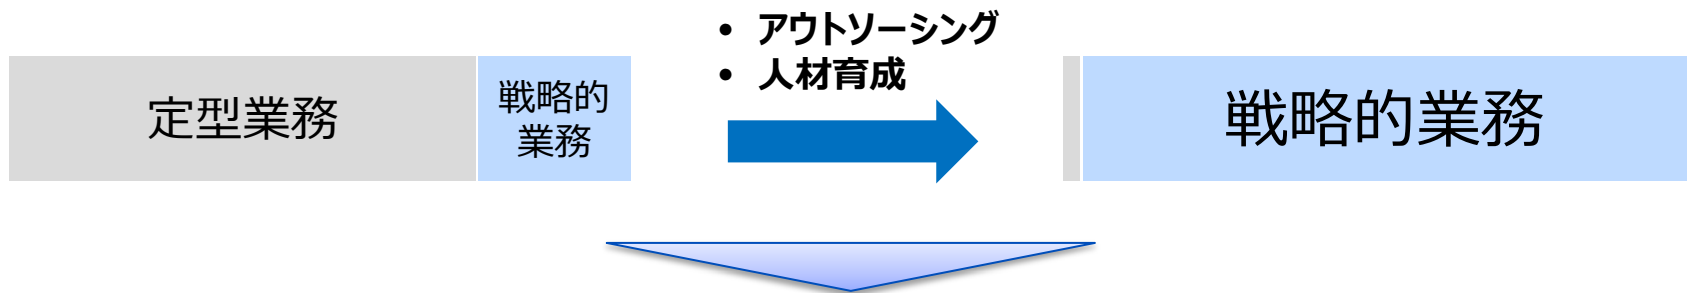 • アウトソーシング
• 人材育成
定型業務
戦略的
業務
戦略的業務